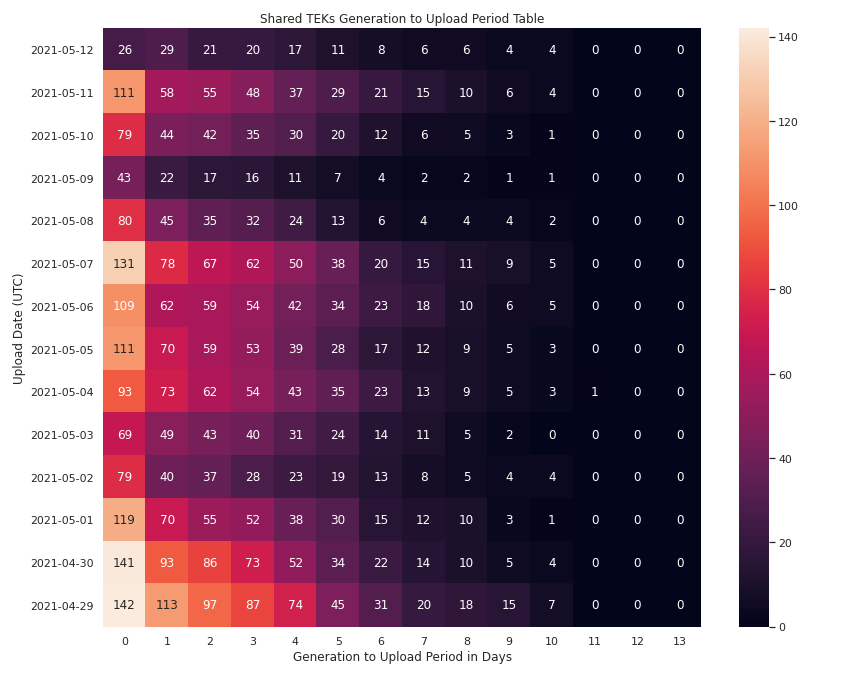 Shared TEKs Generation to Upload Period Table
Upload Date (UTC)
2021-05-12 26 29 21 20 17 11 8 6 6 4 4 0 0 0
2021-05-11 111 58 55 48 37 29 21 15 10 6 4 0 0 0
2021-05-10 79 44 42 35 30 20 12 6 5 3 1 0 0 0
2021-05-09 43 22 17 16 11 7 4 2 2 1 1 0 0 0
2021-05-08 80 45 35 32 24 13 6 4 4 4 2 0 0 0
2021-05-07 131 78 67 62 50 38 20 15 11 9 5 0 0 0
2021-05-06 109 62 59 54 42 34 23 18 10 6 5 0 0 0
2021-05-05 111 70 59 53 39 28 17 12 9 5 3 0 0 0
2021-05-04 93 73 62 54 43 35 23 13 9 5 3 1 0 0
2021-05-03 69 49 43 40 31 24 14 11 5 2 0 0 0 0
2021-05-02 79 40 37 28 23 19 13 8 5 4 4 0 0 0
2021-05-01 119 70 55 52 38 30 15 12 10 3 1 0 0 0
2021-04-30 141 93 86 73 52 34 22 14 10 5 4 0 0 0
2021-04-29 142 113 97 87 74 45 31 20 18 15 7 0 0 0
0 1 2 3 4 5 6 7 8 9 10 11 12 13
Generation to Upload Period in Days
140
120
100
80
60
40
20
0